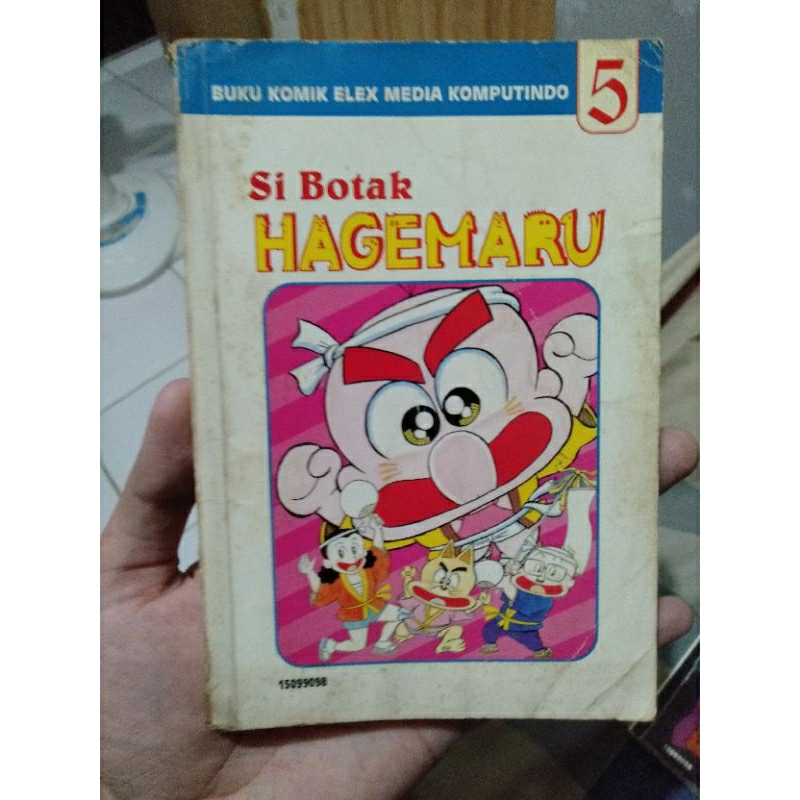 BUKU KOMIK ELEX MEDIA KOMPUTINDO
5
Si Botak
HAGEMARU
15099098